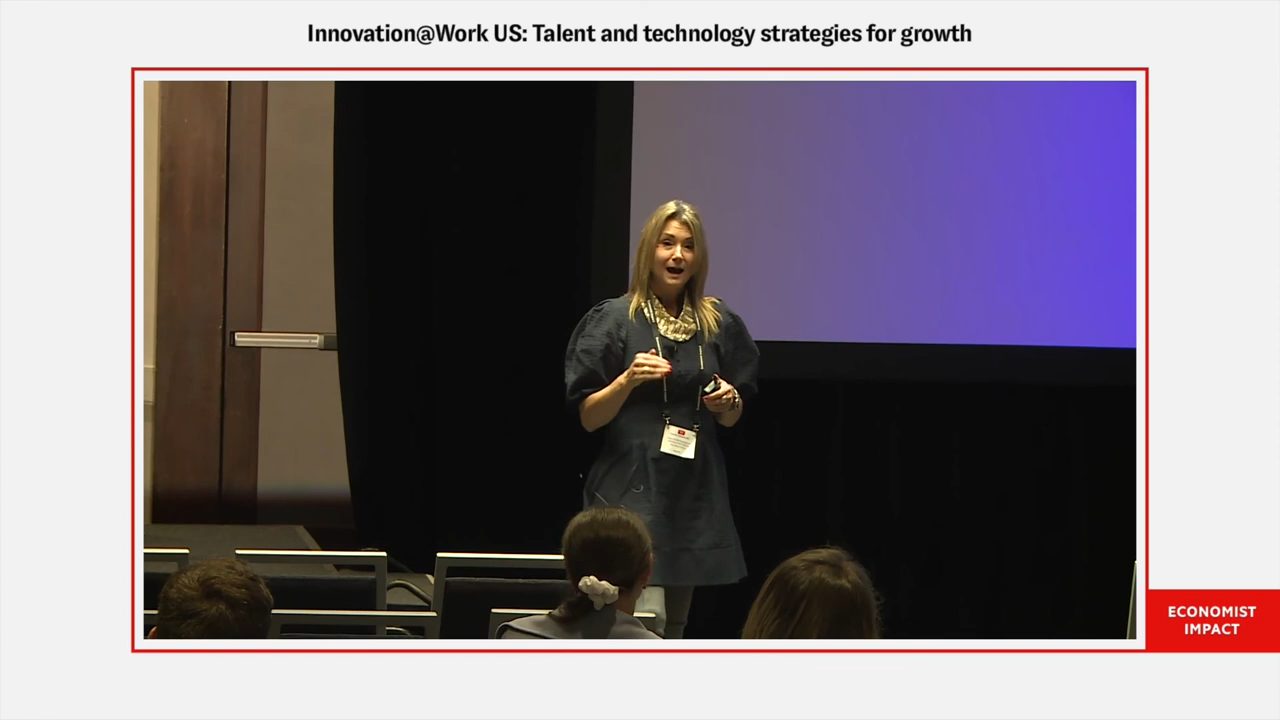 Innovation@Work US: Talent and technology strategies for growth
ECONOMIST
IMPACT